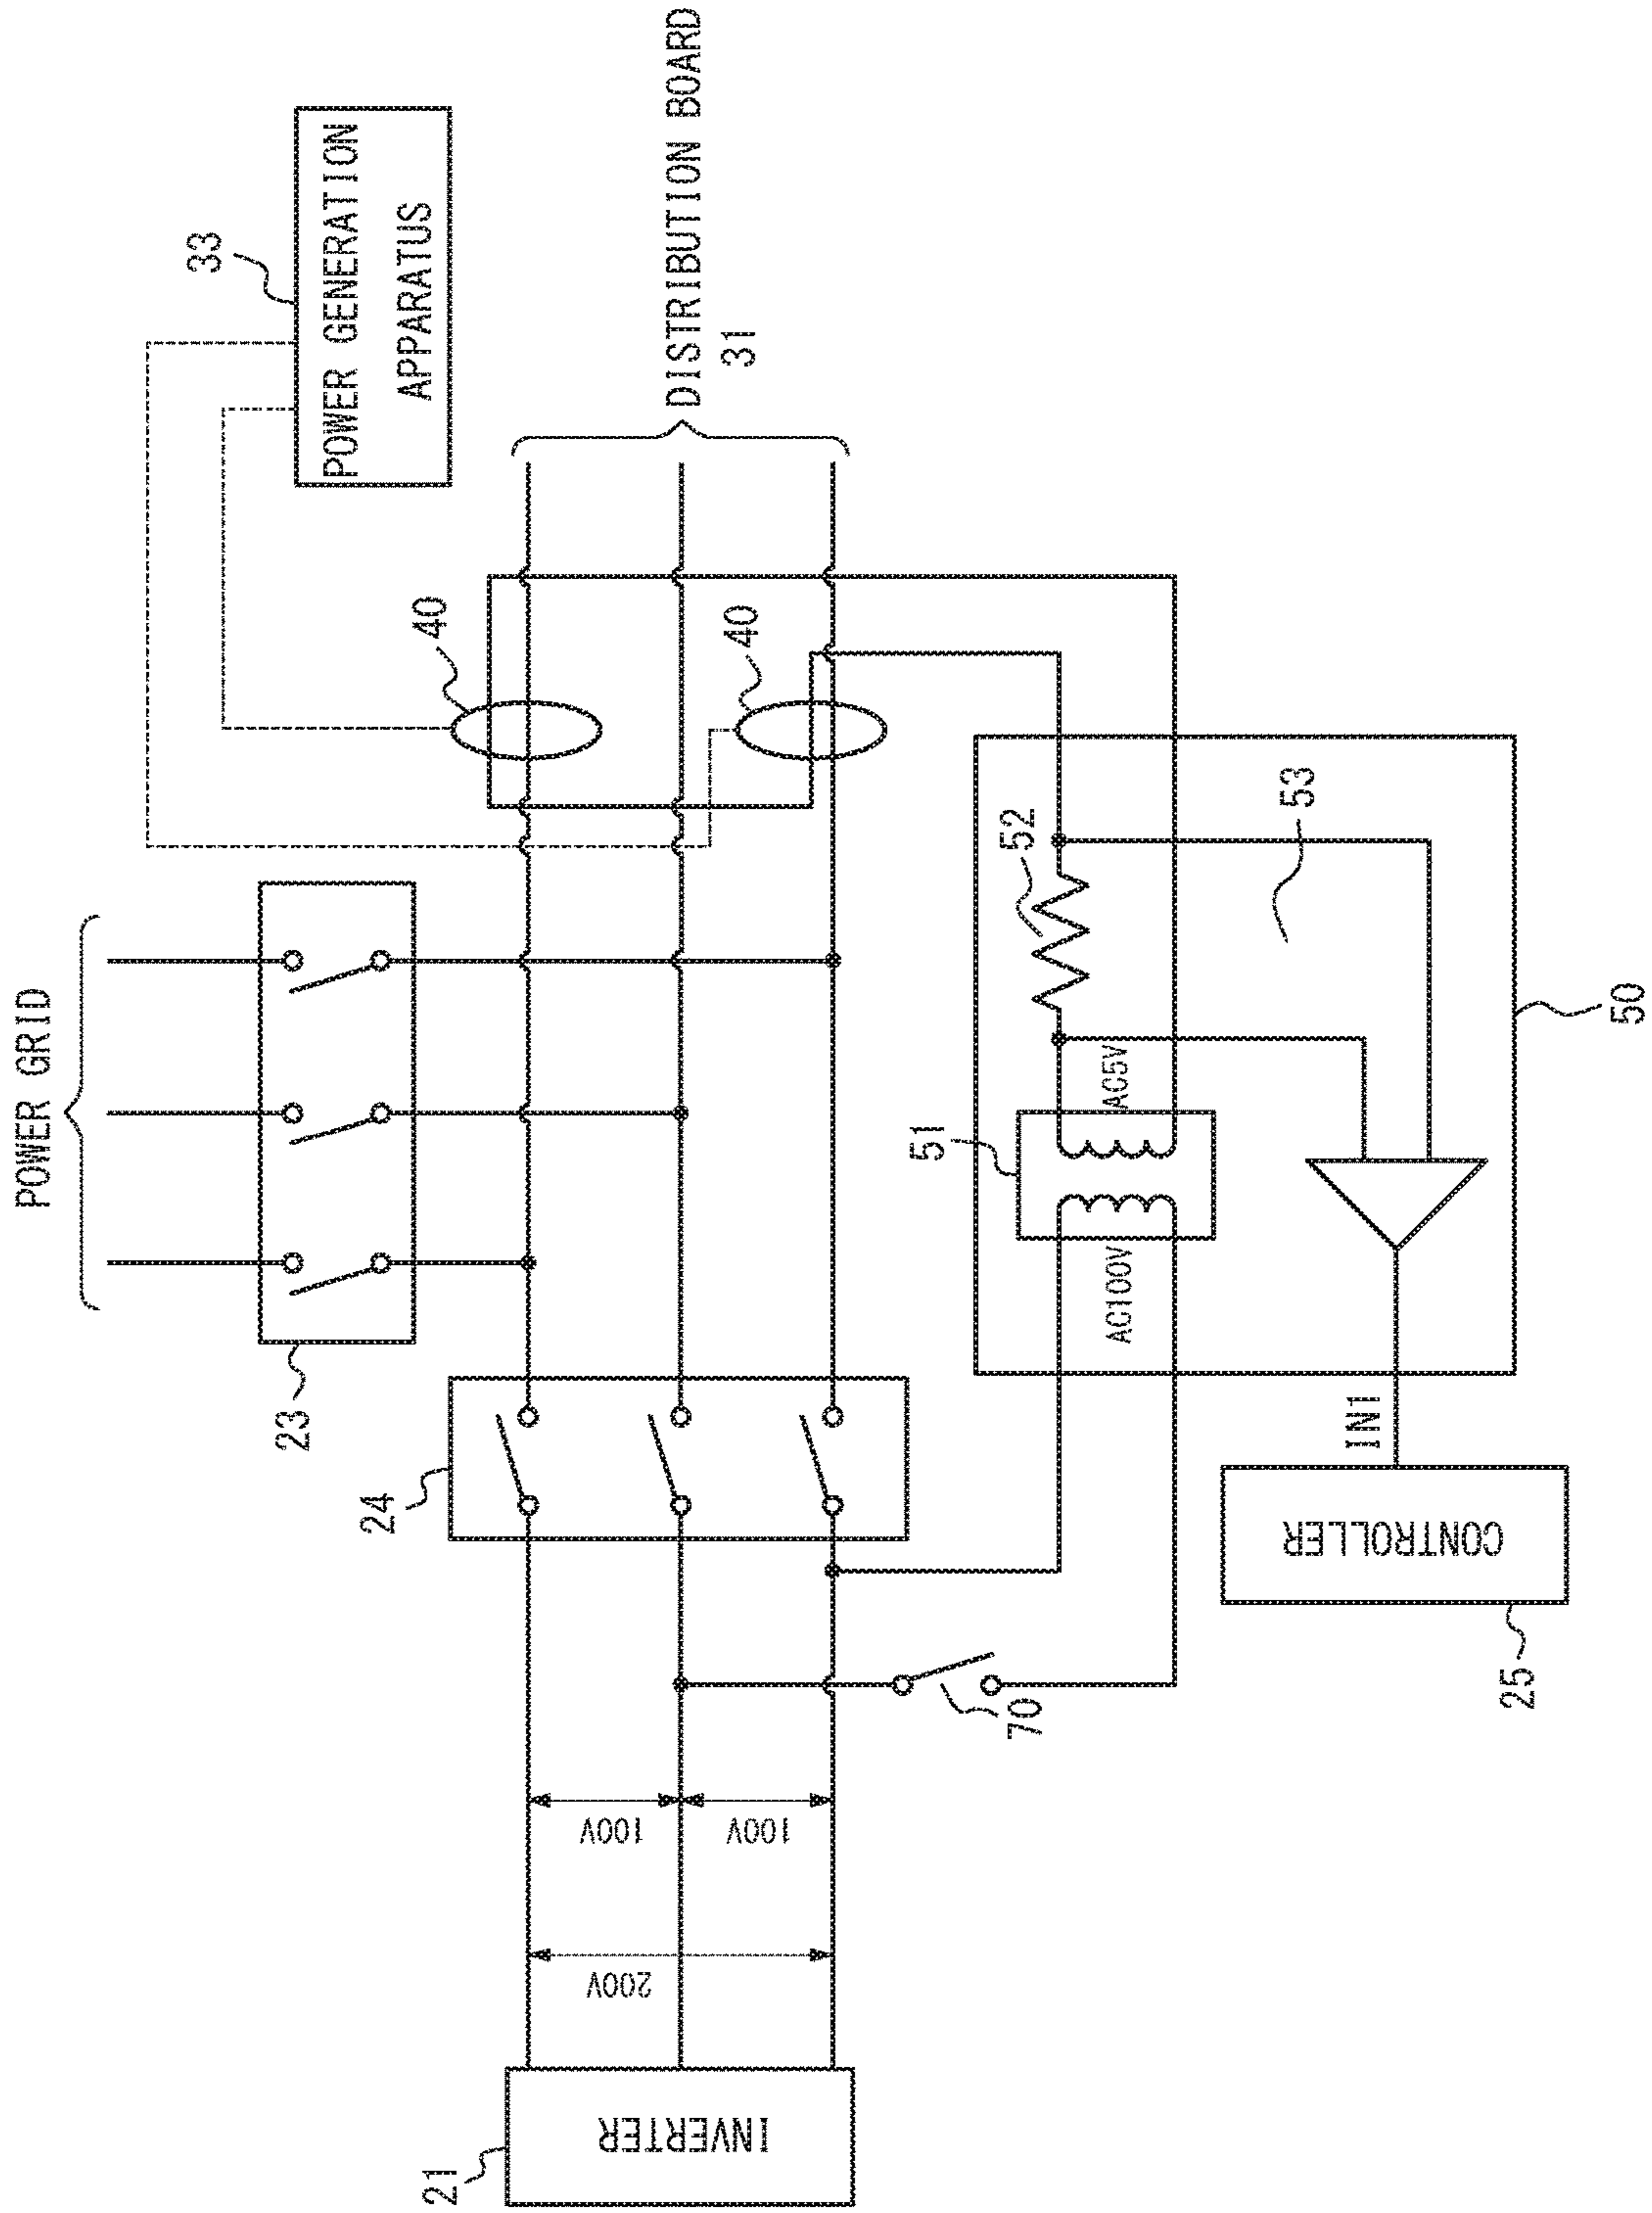 POWER GRID
33
POWER GENERATION
APPARATUS
23
40
24
40
DISTRIBUTION BOARD
31
21
INVERTER
200V
100V
100V
70
51
52
AC100V
AC5V
53
IN1
CONTROLLER
25
50